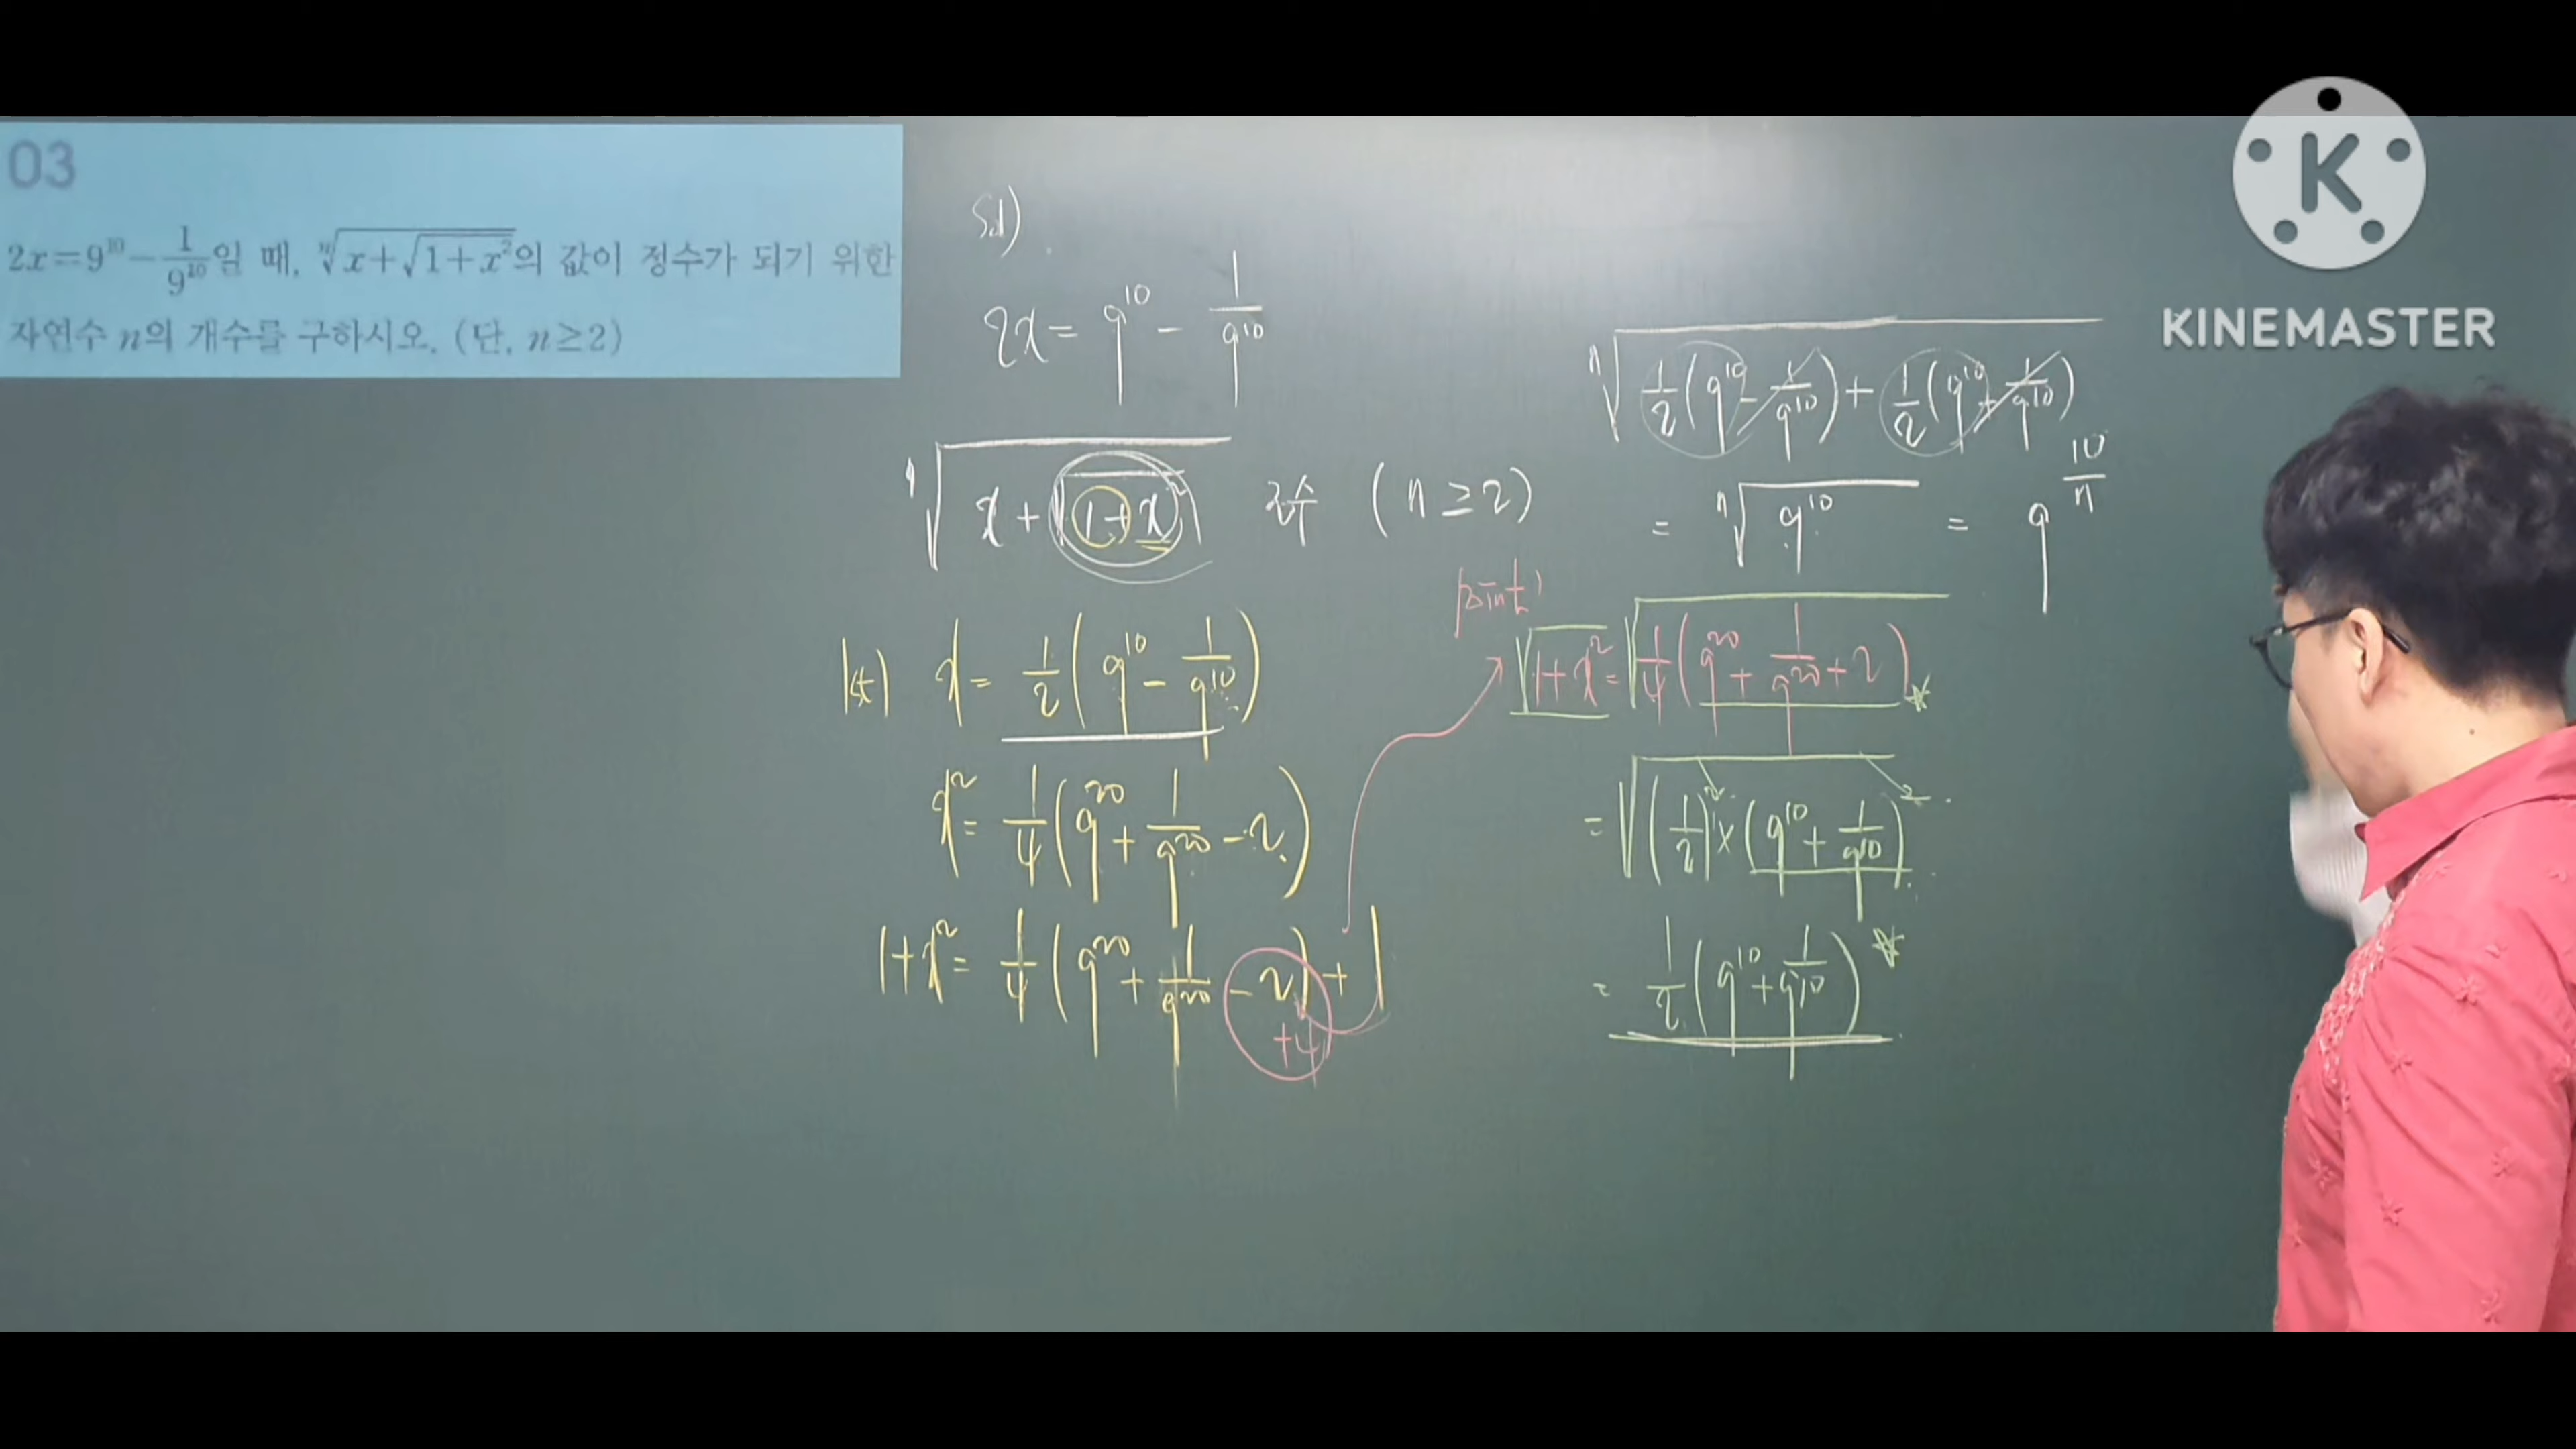 03
2x=9¹⁰−1/9¹⁰일 때, ⁿ√(x+√(1+x²))의 값이 정수가 되기 위한
자연수 n의 개수를 구하시오. (단, n≥2)
K
KINEMASTER
Sol)
2x = 9¹⁰ − 1/9¹⁰
ⁿ√(x+√(1+x²)) 정수 (n ≥ 2)
1st) x = 1/2(9¹⁰ − 1/9¹⁰)
x² = 1/4(9²⁰ + 1/9²⁰ − 2)
1+x² = 1/4(9²⁰ + 1/9²⁰ − 2) + 1
+4
ⁿ√(1/2(9¹⁰ − 1/9¹⁰) + 1/2(9¹⁰ + 1/9¹⁰))
= ⁿ√(9¹⁰) = 9^(10/n)
point!
√(1+x²) = √(1/4(9²⁰ + 1/9²⁰ + 2))
= √((1/2)² × (9¹⁰ + 1/9¹⁰)²)
= 1/2(9¹⁰ + 1/9¹⁰)